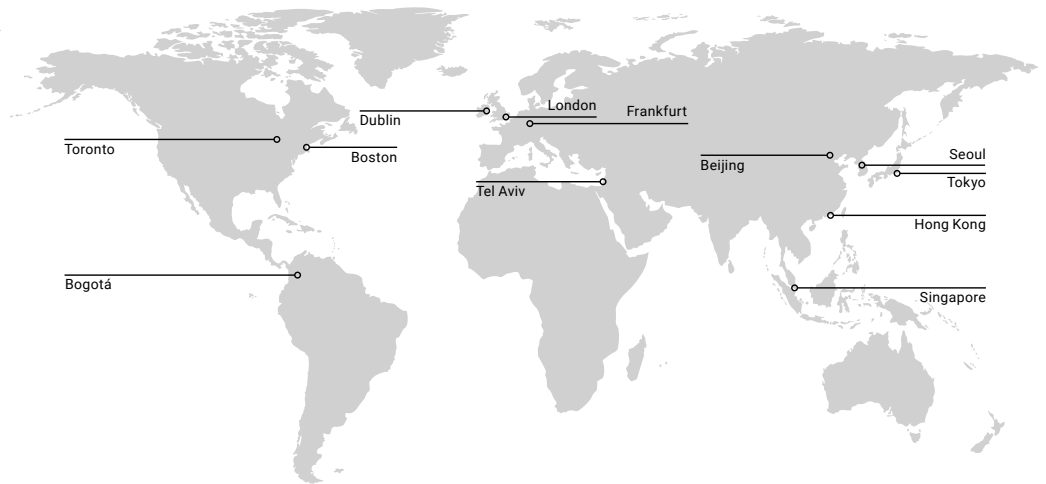 London
Frankfurt
Dublin
Toronto
Boston
Seoul
Beijing
Tokyo
Tel Aviv
Hong Kong
Bogotá
Singapore